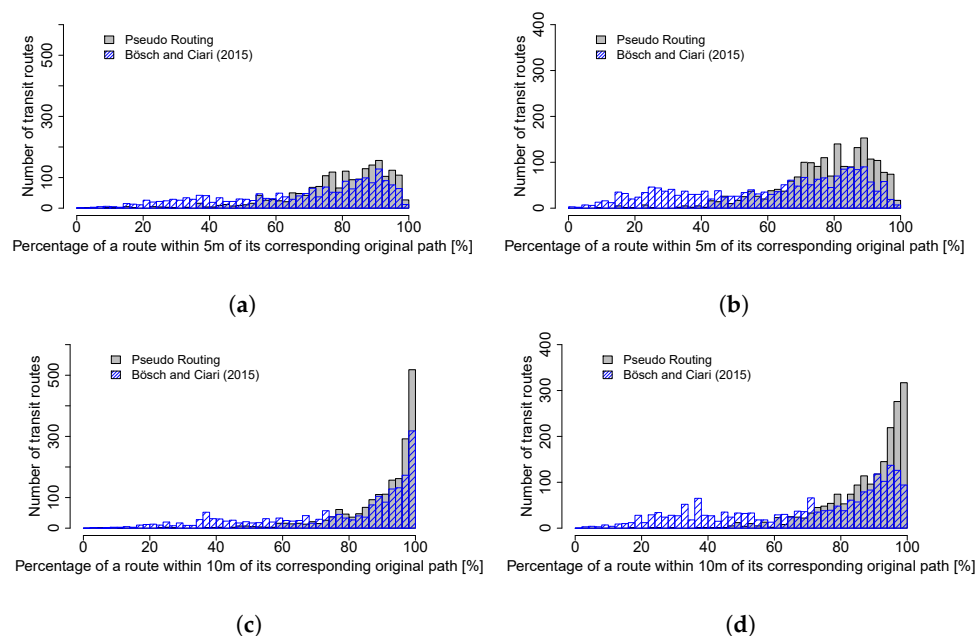 Number of transit routes
500
300
100
0
Pseudo Routing
Bösch and Ciari (2015)
0 20 40 60 80 100
Percentage of a route within 5m of its corresponding original path [%]
(a)
Number of transit routes
400
300
200
100
0
Pseudo Routing
Bösch and Ciari (2015)
0 20 40 60 80 100
Percentage of a route within 5m of its corresponding original path [%]
(b)
Number of transit routes
500
300
100
0
Pseudo Routing
Bösch and Ciari (2015)
0 20 40 60 80 100
Percentage of a route within 10m of its corresponding original path [%]
(c)
Number of transit routes
400
300
200
100
0
Pseudo Routing
Bösch and Ciari (2015)
0 20 40 60 80 100
Percentage of a route within 10m of its corresponding original path [%]
(d)